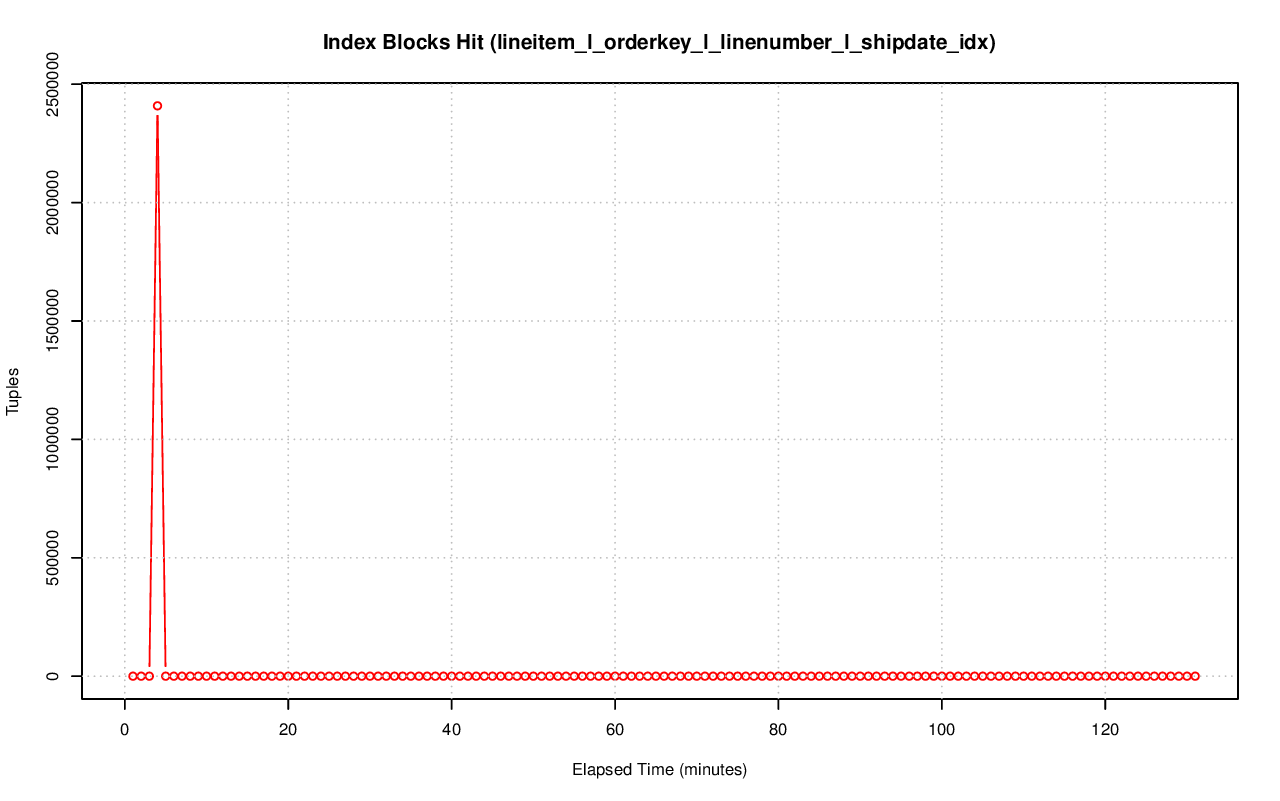 Index Blocks Hit (lineitem_l_orderkey_l_linenumber_l_shipdate_idx)
Tuples
2500000
2000000
1500000
1000000
500000
0
0 20 40 60 80 100 120
Elapsed Time (minutes)